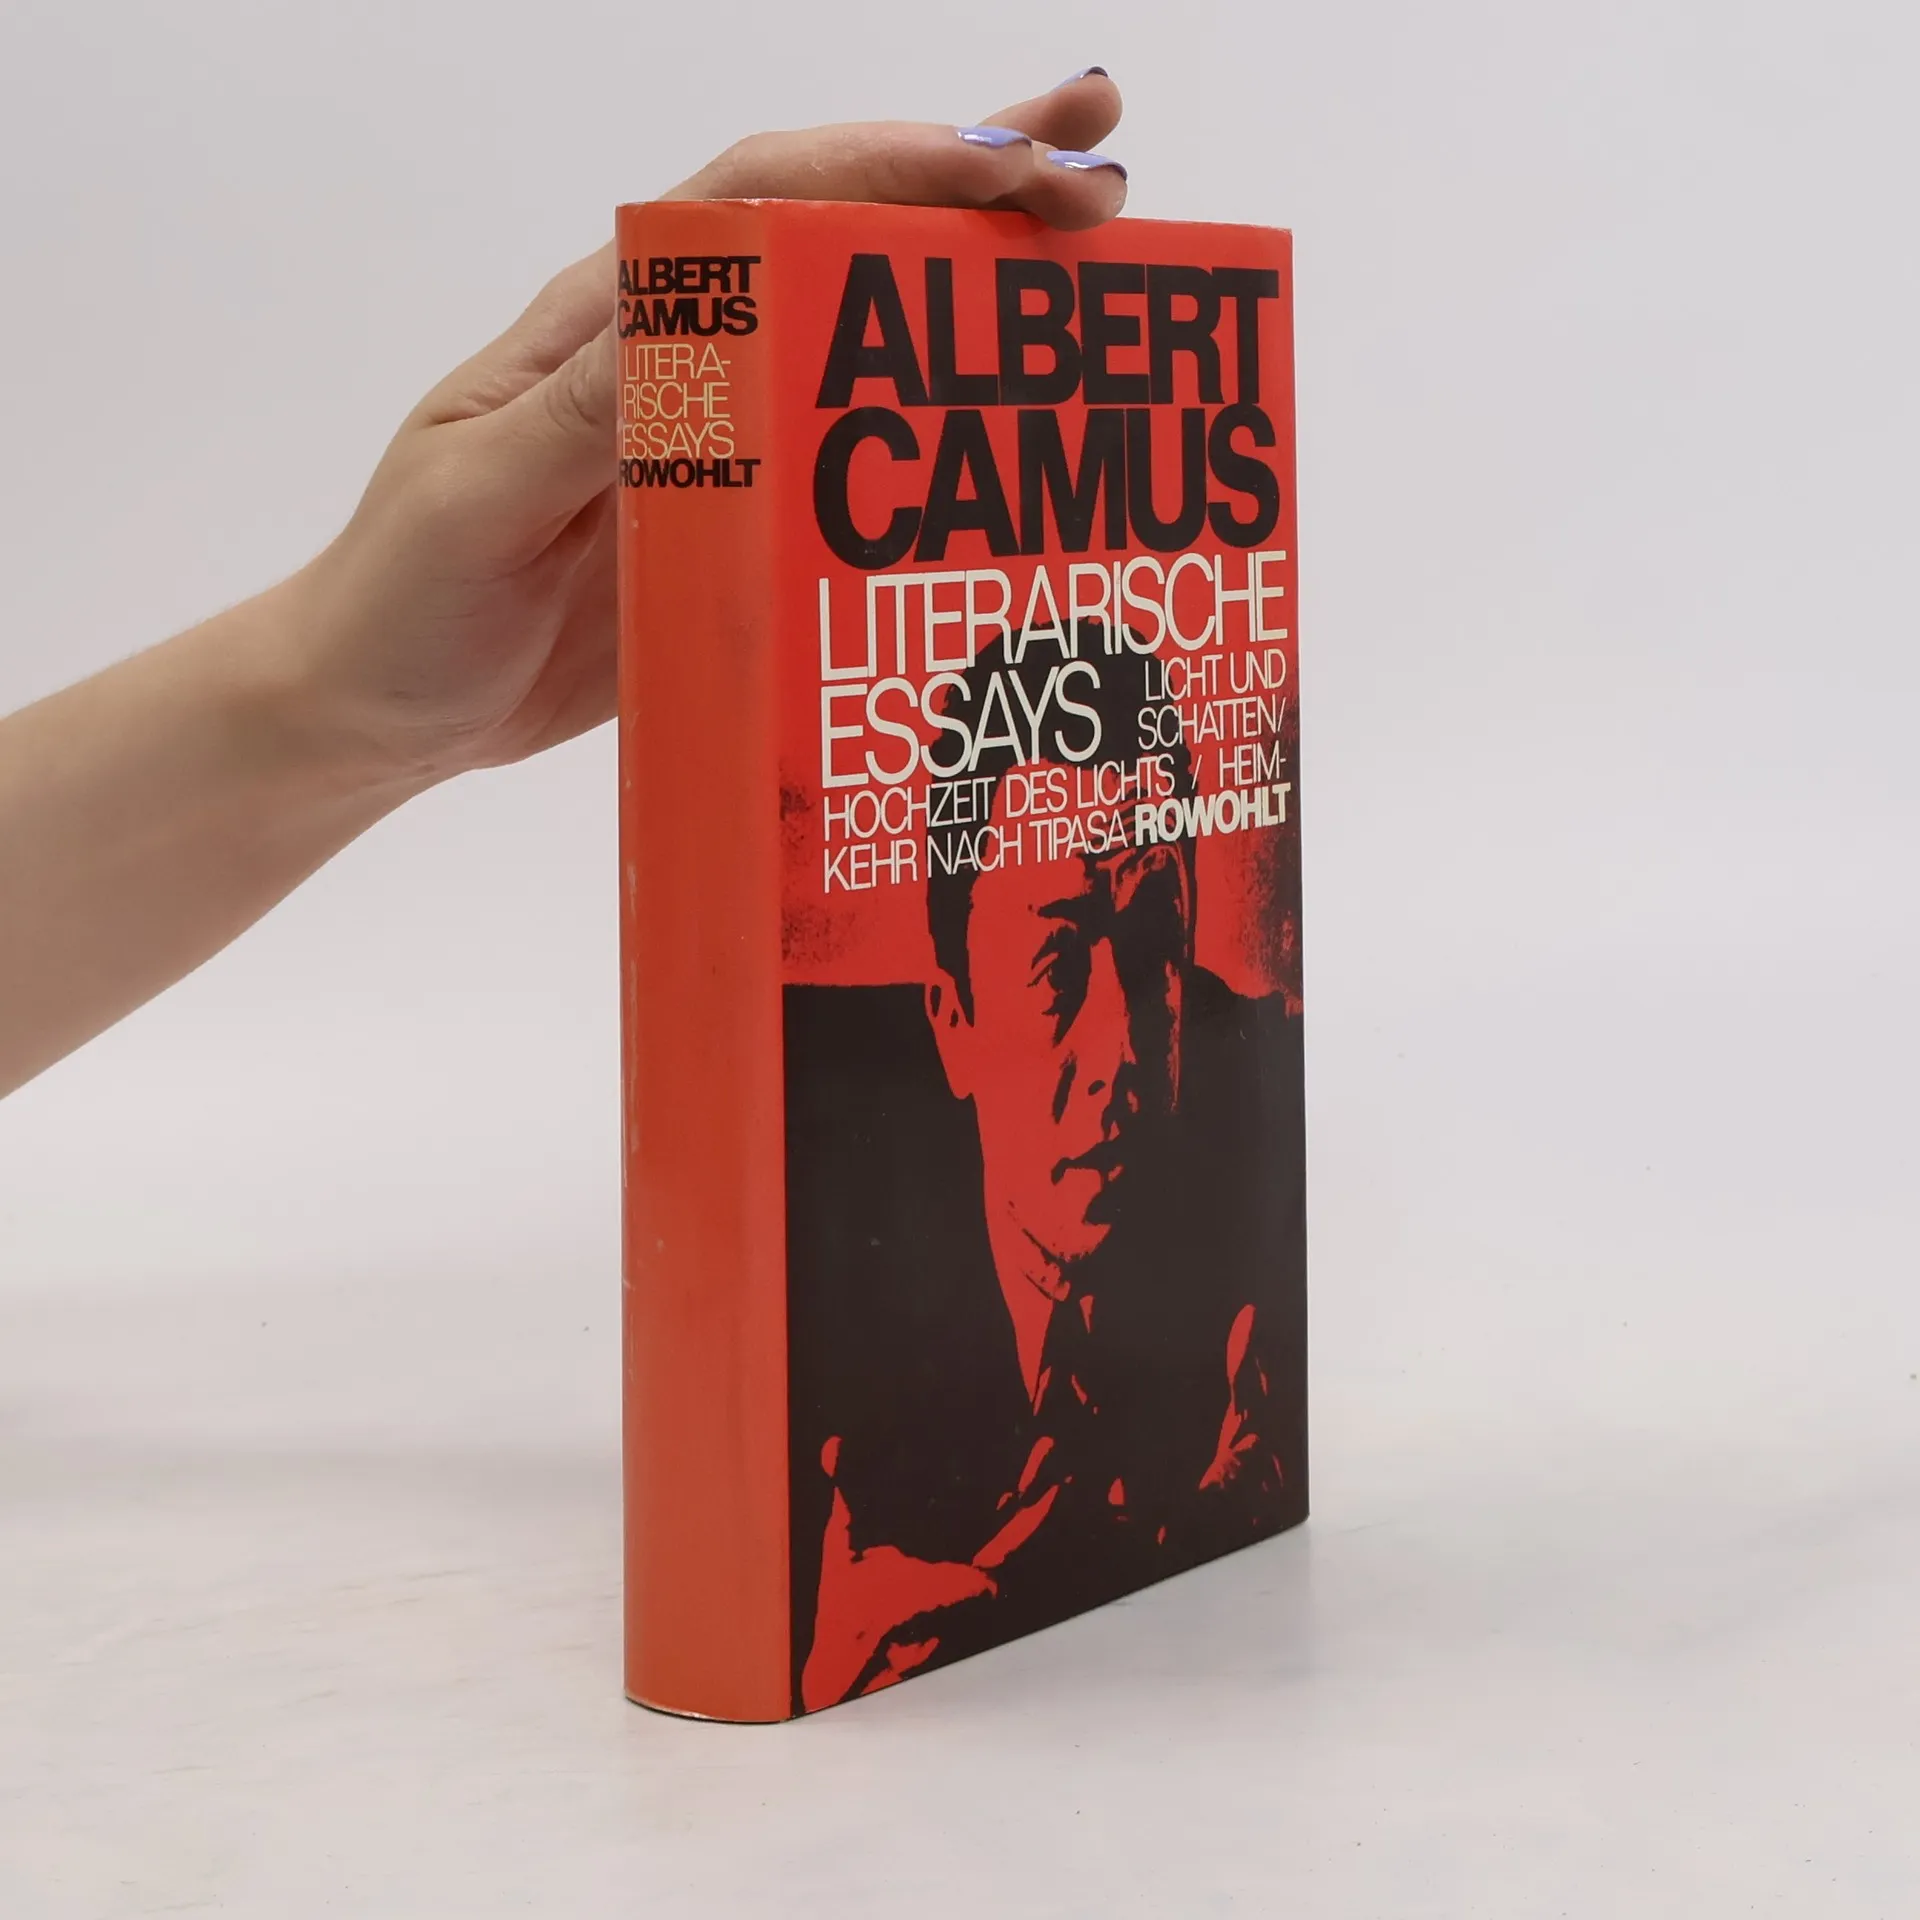 ALBERT
CAMUS
LITERA-
RISCHE
ESSAYS
ROWOHLT
ALBERT
CAMUS
LITERARISCHE
ESSAYS LICHT UND
SCHATTEN/
HOCHZEIT DES LICHTS / HEIM-
KEHR NACH TIPASA ROWOHLT